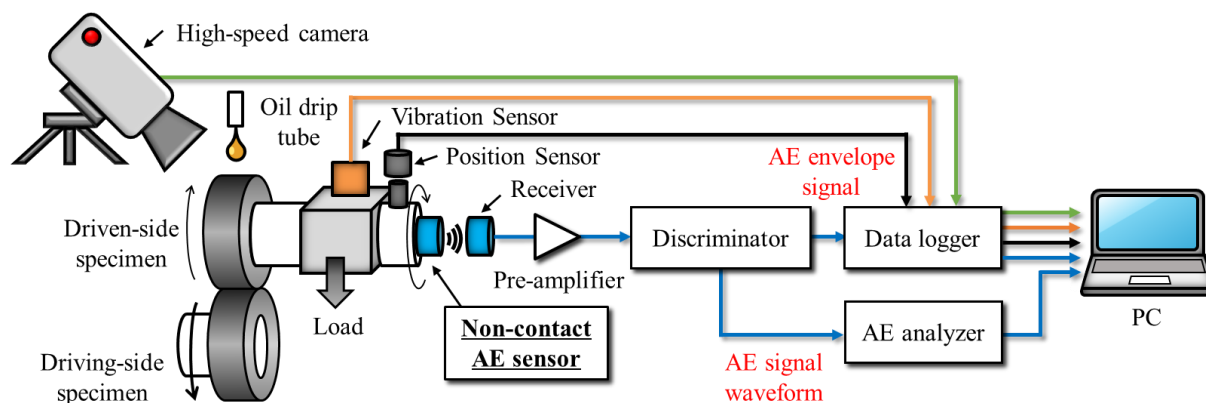 High-speed camera
Oil drip
tube
Vibration Sensor
Position Sensor
Receiver
AE envelope
signal
Driven-side
specimen
Discriminator
Data logger
Pre-amplifier
Load
Non-contact
AE sensor
AE analyzer
PC
Driving-side
specimen
AE signal
waveform